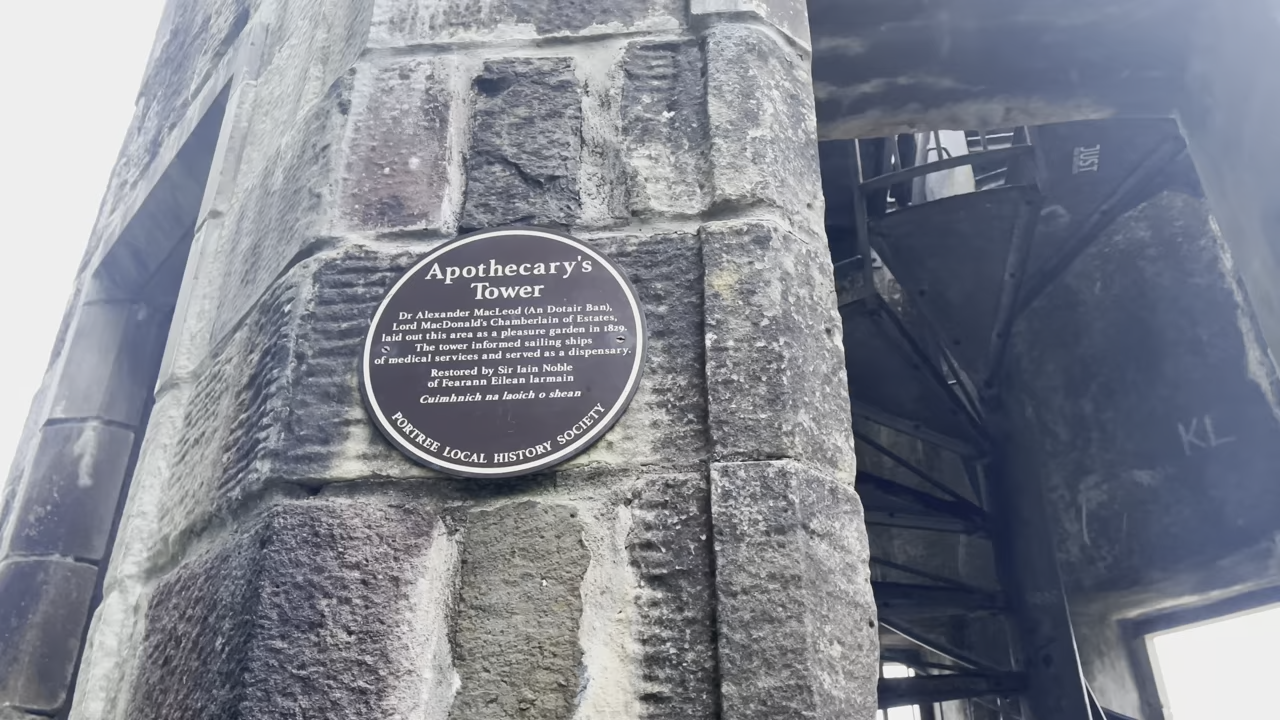 Apothecary's
Tower
Dr Alexander MacLeod (An Dotair Ban),
Lord MacDonald's Chamberlain of Estates,
laid out this area as a pleasure garden in 1829.
The tower informed sailing ships
of medical services and served as a dispensary.
Restored by Sir Iain Noble
of Fearann Eilean Iarmain
Cuimhnich na laoich o shean
PORTREE LOCAL HISTORY SOCIETY
JUST
KL